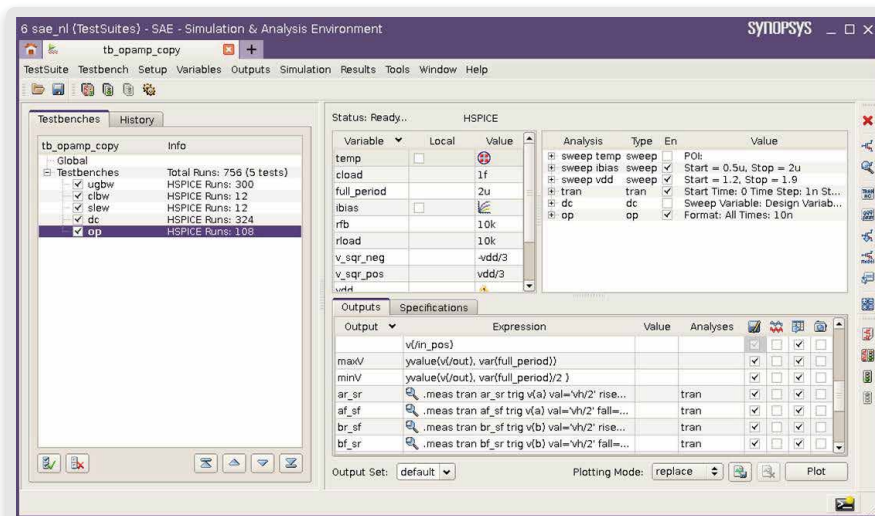 6 sae_nl (TestSuites) - SAE - Simulation & Analysis Environment
SYNOPSYS
tb_opamp_copy
TestSuite Testbench Setup Variables Outputs Simulation Results Tools Window Help
Testbenches History
tb_opamp_copy Info
Global
Testbenches Total Runs: 756 (5 tests)
ugbw HSPICE Runs: 300
clbw HSPICE Runs: 12
slew HSPICE Runs: 12
dc HSPICE Runs: 324
op HSPICE Runs: 108
Status: Ready... HSPICE
Variable Local Value
temp
cload 1f
full_period 2u
ibias
rfb 10k
rload 10k
v_sqr_neg -vdd/3
v_sqr_pos vdd/3
vdd
Analysis Type En Value
sweep temp sweep POI:
sweep ibias sweep Start = 0.5u, Stop = 2u
sweep vdd sweep Start = 1.2, Stop = 1.9
tran tran Start Time: 0 Time Step: 1n St...
dc dc Sweep Variable: Design Variab...
op op Format: All Times: 10n
Outputs Specifications
Output Expression Value Analyses
v(/in_pos)
maxV yvalue(v(/out), var(full_period))
minV yvalue(v(/out), var(full_period)/2 )
ar_sr .meas tran ar_sr trig v(a) val='vh/2' rise... tran
af_sf .meas tran af_sf trig v(a) val='vh/2' fall=... tran
br_sf .meas tran br_sf trig v(b) val='vh/2' rise... tran
bf_sr .meas tran bf_sr trig v(b) val='vh/2' fall=... tran
Output Set: default Plotting Mode: replace Plot